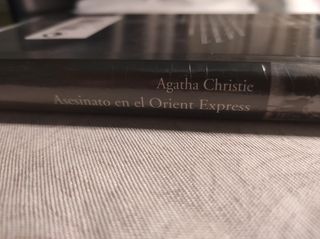 Agatha Christie
Asesinato en el Orient Express